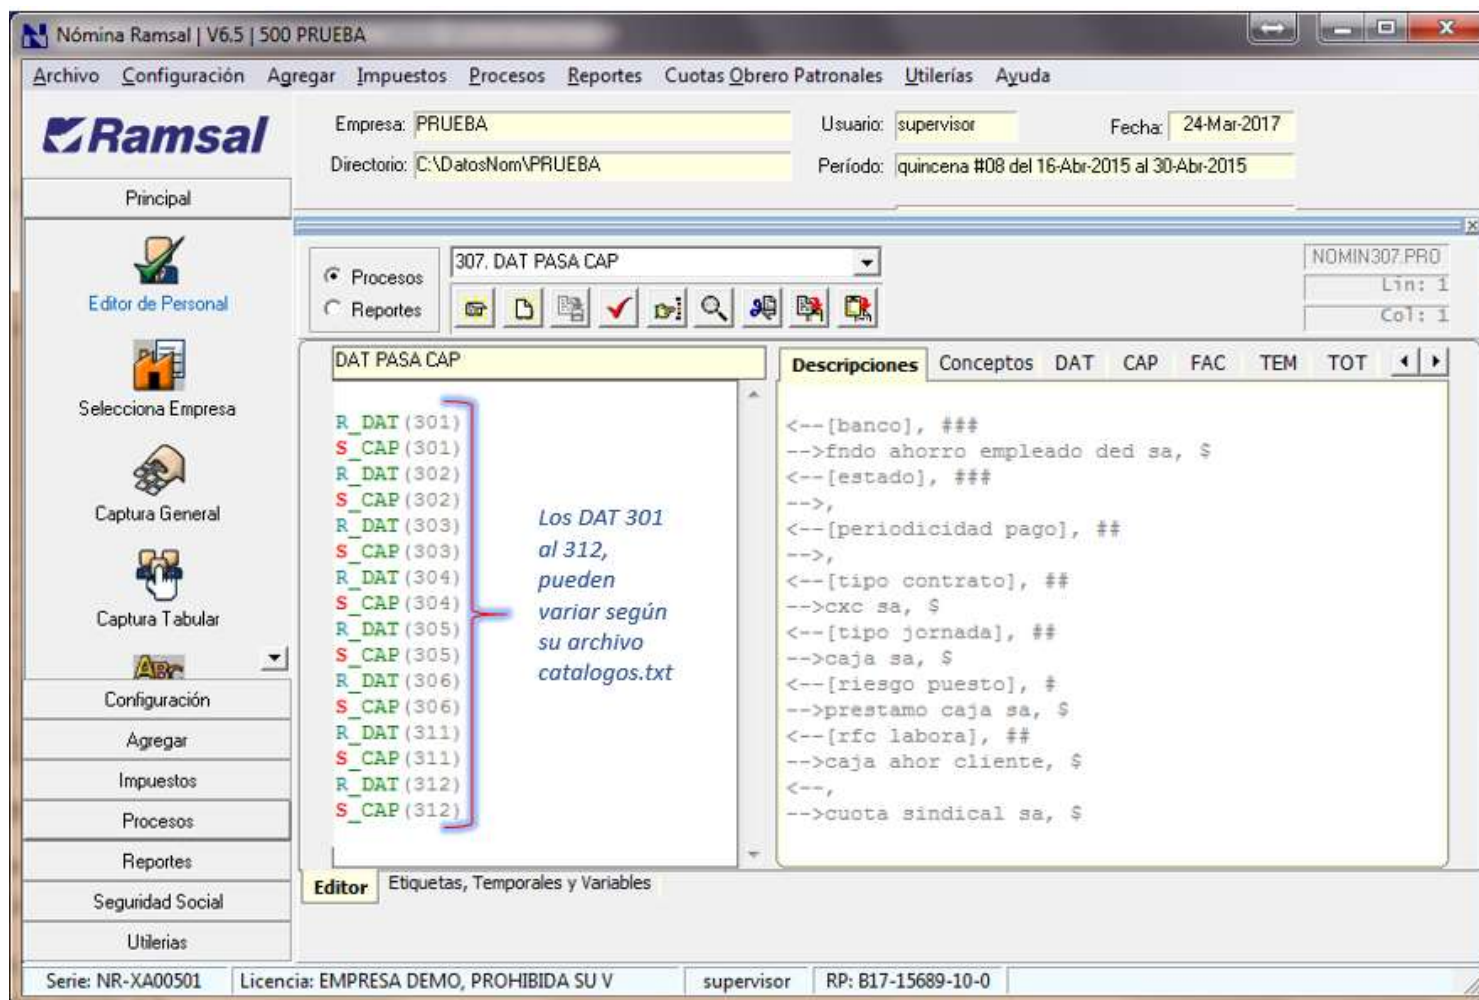 Nómina Ramsal | V6.5 | 500 PRUEBA
Archivo Configuración Agregar Impuestos Procesos Reportes Cuotas Obrero Patronales Utilerías Ayuda
Ramsal
Empresa: PRUEBA
Usuario: supervisor
Fecha: 24-Mar-2017
Directorio: C:\DatosNom\PRUEBA
Período: quincena #08 del 16-Abr-2015 al 30-Abr-2015
Principal
Editor de Personal
Selecciona Empresa
Captura General
Captura Tabular
ABC
Configuración
Agregar
Impuestos
Procesos
Reportes
Seguridad Social
Utilerias
Procesos
Reportes
307. DAT PASA CAP
NOMIN307.PRO
Lin: 1
Col: 1
DAT PASA CAP
R_DAT(301)
S_CAP(301)
R_DAT(302)
S_CAP(302)
R_DAT(303)
S_CAP(303)
R_DAT(304)
S_CAP(304)
R_DAT(305)
S_CAP(305)
R_DAT(306)
S_CAP(306)
R_DAT(311)
S_CAP(311)
R_DAT(312)
S_CAP(312)
Los DAT 301
al 312,
pueden
variar según
su archivo
catalogos.txt
Descripciones Conceptos DAT CAP FAC TEM TOT
<--[banco], ###
-->fndo ahorro empleado ded sa, $
<--[estado], ###
-->,
<--[periodicidad pago], ##
-->,
<--[tipo contrato], ##
-->cxc sa, $
<--[tipo jornada], ##
-->caja sa, $
<--[riesgo puesto], #
-->prestamo caja sa, $
<--[rfc labora], ##
-->caja ahor cliente, $
<--,
-->cuota sindical sa, $
Editor Etiquetas, Temporales y Variables
Serie: NR-XA00501 Licencia: EMPRESA DEMO, PROHIBIDA SU V supervisor RP: B17-15689-10-0